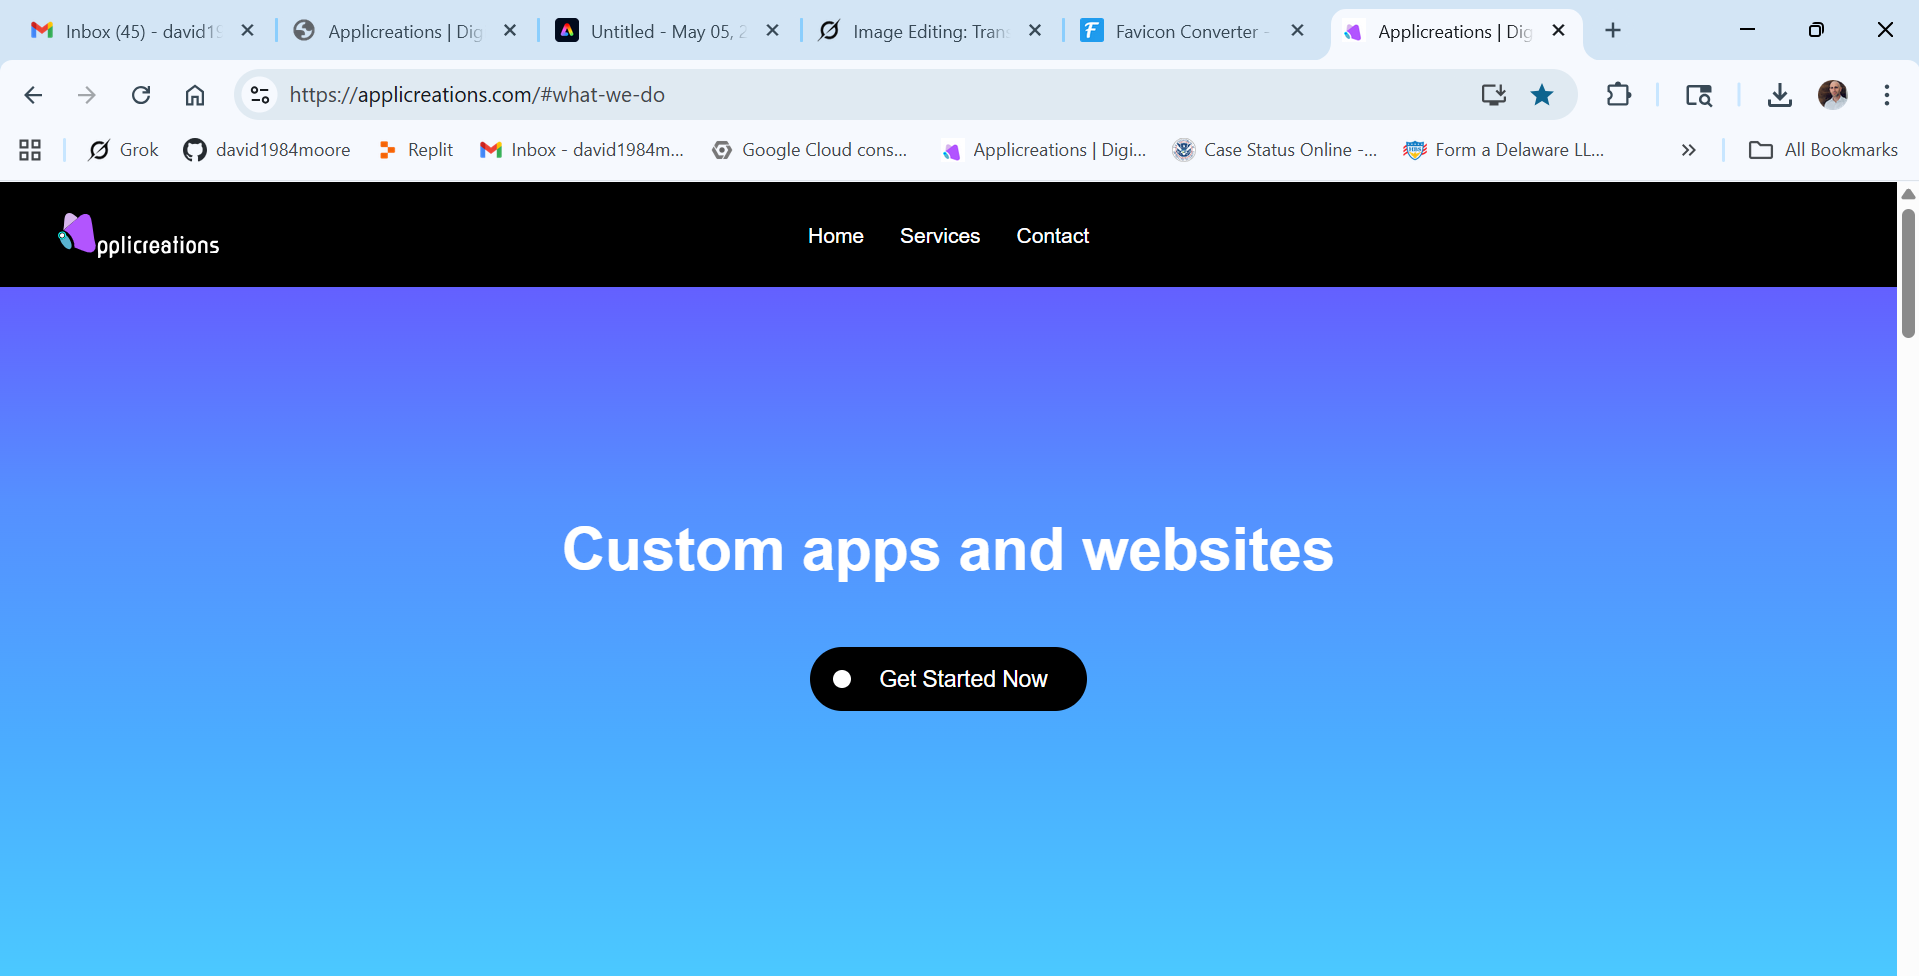 Inbox (45) - david19
Applicreations | Dig
Untitled - May 05, 2
Image Editing: Trans
Favicon Converter -
Applicreations | Dig
https://applicreations.com/#what-we-do
Grok
david1984moore
Replit
Inbox - david1984m...
Google Cloud cons...
Applicreations | Digi...
Case Status Online -...
Form a Delaware LL...
All Bookmarks
pplicreations
Home
Services
Contact
Custom apps and websites
Get Started Now